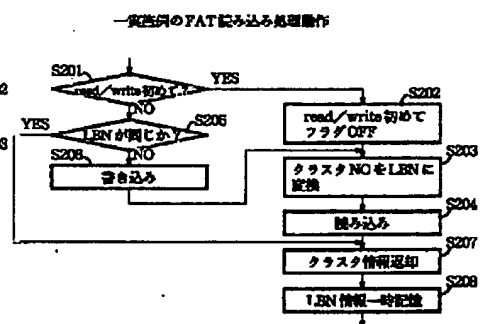 一実施例のFAT読み込み処理動作
S201
read/write初めて?
YES
NO
S202
read/write初めて
フラグOFF
YES
LBNが同じか?
S205
NO
S203
クラスタNOをLBNに
変換
S206
書き込み
S204
読み込み
S207
クラスタ情報返却
S208
LBN情報一時記憶